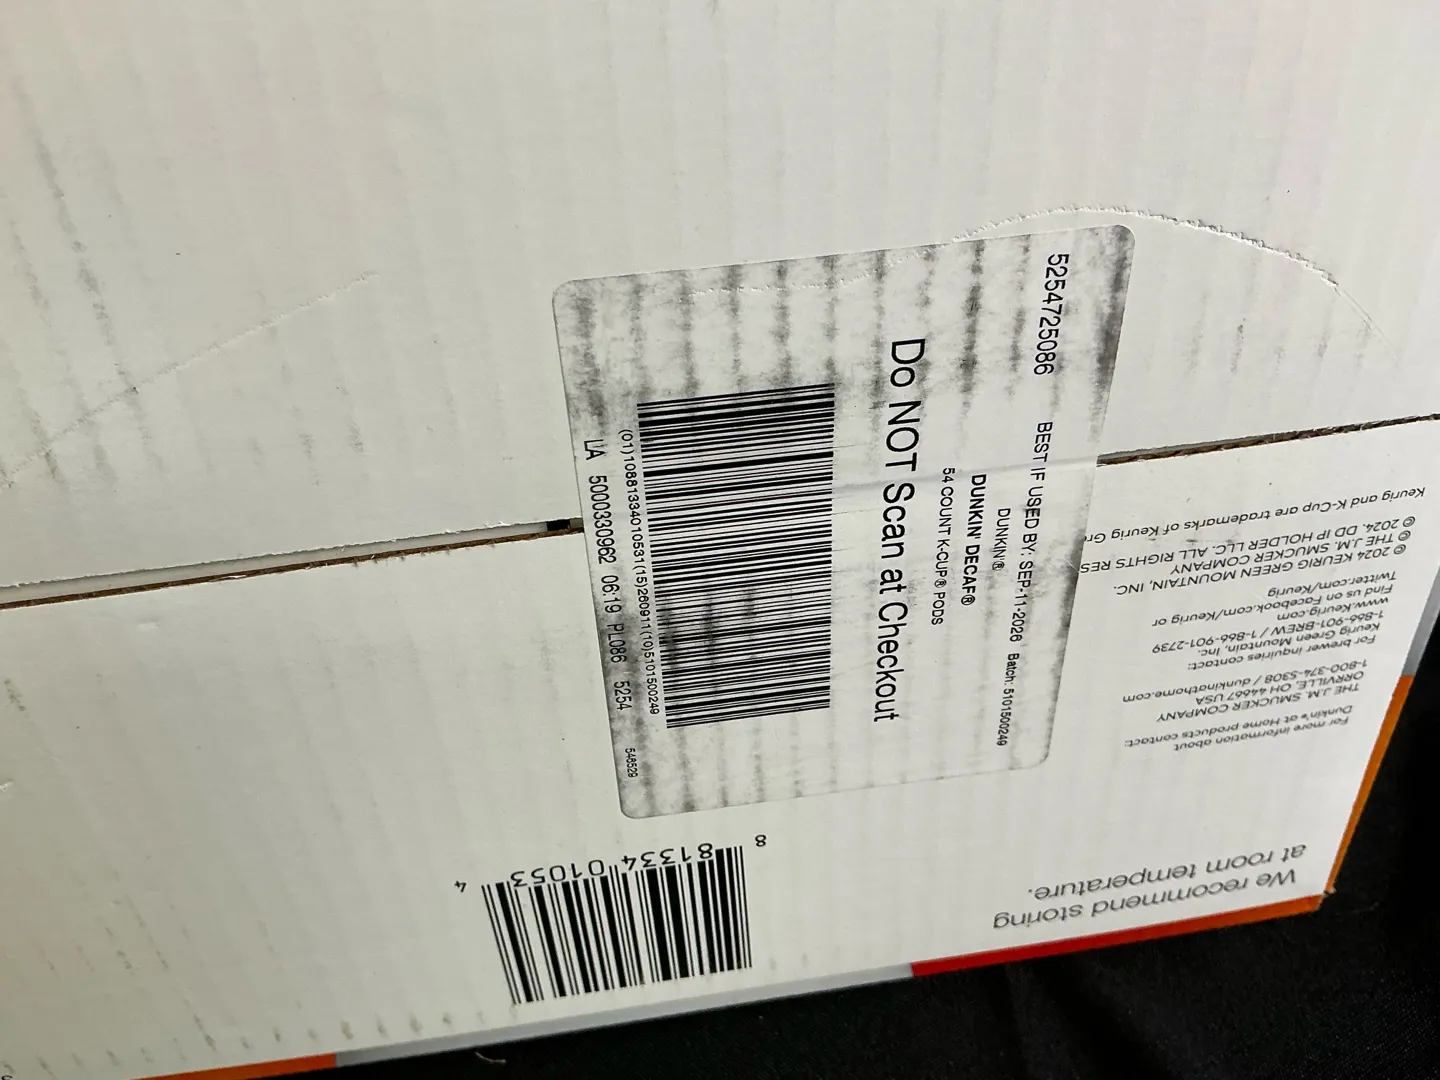 5254725086 BEST IF USED BY: SEP-11-2026 Batch: 5101500249
DUNKIN'®
DUNKIN' DECAF®
54 COUNT K-CUP® PODS
Do NOT Scan at Checkout
(01)10881334010531(15)260911(10)5101500249
LA 5000330962 06:19 PL086 5254 548529
We recommend storing
at room temperature.
For more information about
Dunkin's at Home products contact:
THE J.M. SMUCKER COMPANY
ORRVILLE, OH 44667 USA
1-800-374-5308 / dunkinathome.com
For brewer inquiries contact:
Keurig Green Mountain, Inc.
1-866-901-BREW / 1-866-901-2739
www.Keurig.com
Find us on Facebook.com/Keurig or
Twitter.com/Keurig
© 2024 KEURIG GREEN MOUNTAIN, INC.
© THE J.M. SMUCKER COMPANY
© 2024. DD IP HOLDER LLC. ALL RIGHTS RES
Keurig and K-Cup are trademarks of Keurig Gr
8 81334 01053 4